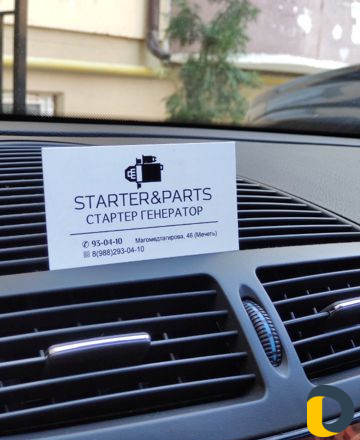 STARTER&PARTS
СТАРТЕР ГЕНЕРАТОР
✆ 93-04-10 Магомедтагирова, 46 (Мечеть)
8(988)293-04-10